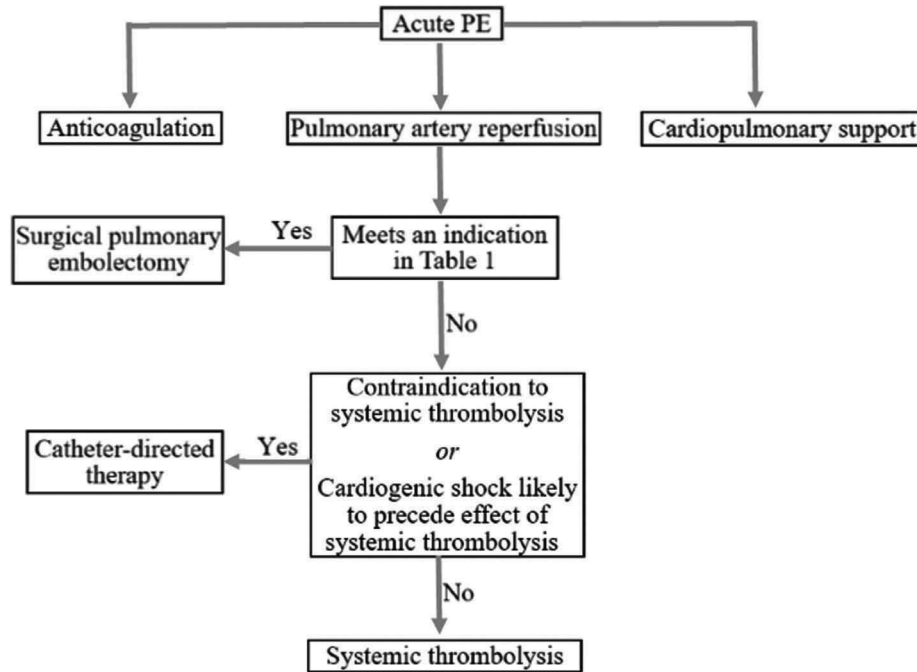 Acute PE
Anticoagulation
Pulmonary artery reperfusion
Cardiopulmonary support
Surgical pulmonary
embolectomy
Yes
Meets an indication
in Table 1
No
Contraindication to
systemic thrombolysis
or
Cardiogenic shock likely
to precede effect of
systemic thrombolysis
Yes
Catheter-directed
therapy
No
Systemic thrombolysis